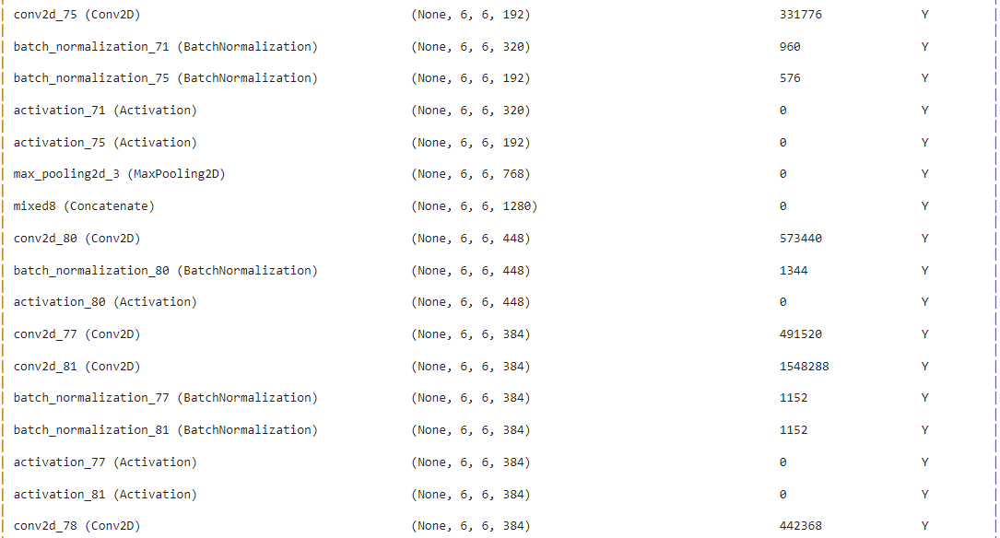 conv2d_75 (Conv2D) (None, 6, 6, 192) 331776 Y
batch_normalization_71 (BatchNormalization) (None, 6, 6, 320) 960 Y
batch_normalization_75 (BatchNormalization) (None, 6, 6, 192) 576 Y
activation_71 (Activation) (None, 6, 6, 320) 0 Y
activation_75 (Activation) (None, 6, 6, 192) 0 Y
max_pooling2d_3 (MaxPooling2D) (None, 6, 6, 768) 0 Y
mixed8 (Concatenate) (None, 6, 6, 1280) 0 Y
conv2d_80 (Conv2D) (None, 6, 6, 448) 573440 Y
batch_normalization_80 (BatchNormalization) (None, 6, 6, 448) 1344 Y
activation_80 (Activation) (None, 6, 6, 448) 0 Y
conv2d_77 (Conv2D) (None, 6, 6, 384) 491520 Y
conv2d_81 (Conv2D) (None, 6, 6, 384) 1548288 Y
batch_normalization_77 (BatchNormalization) (None, 6, 6, 384) 1152 Y
batch_normalization_81 (BatchNormalization) (None, 6, 6, 384) 1152 Y
activation_77 (Activation) (None, 6, 6, 384) 0 Y
activation_81 (Activation) (None, 6, 6, 384) 0 Y
conv2d_78 (Conv2D) (None, 6, 6, 384) 442368 Y